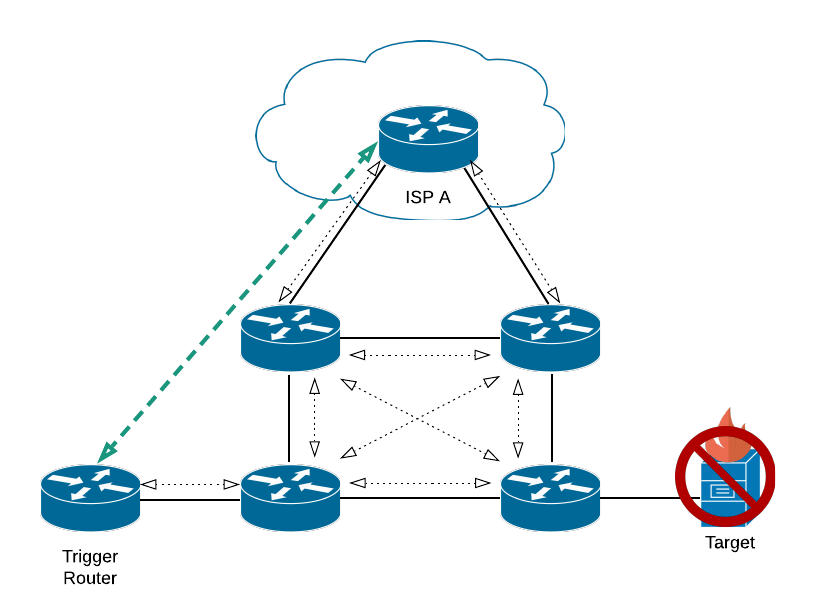 ISP A
Trigger
Router
Target